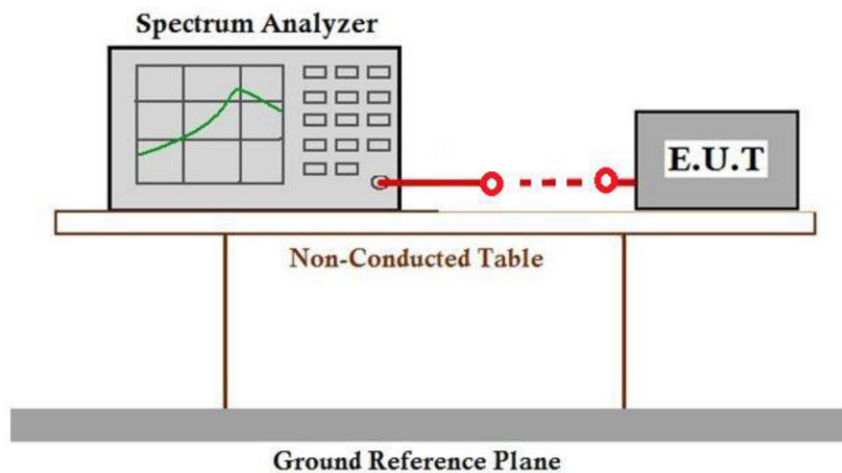 Spectrum Analyzer
E.U.T
Non-Conducted Table
Ground Reference Plane